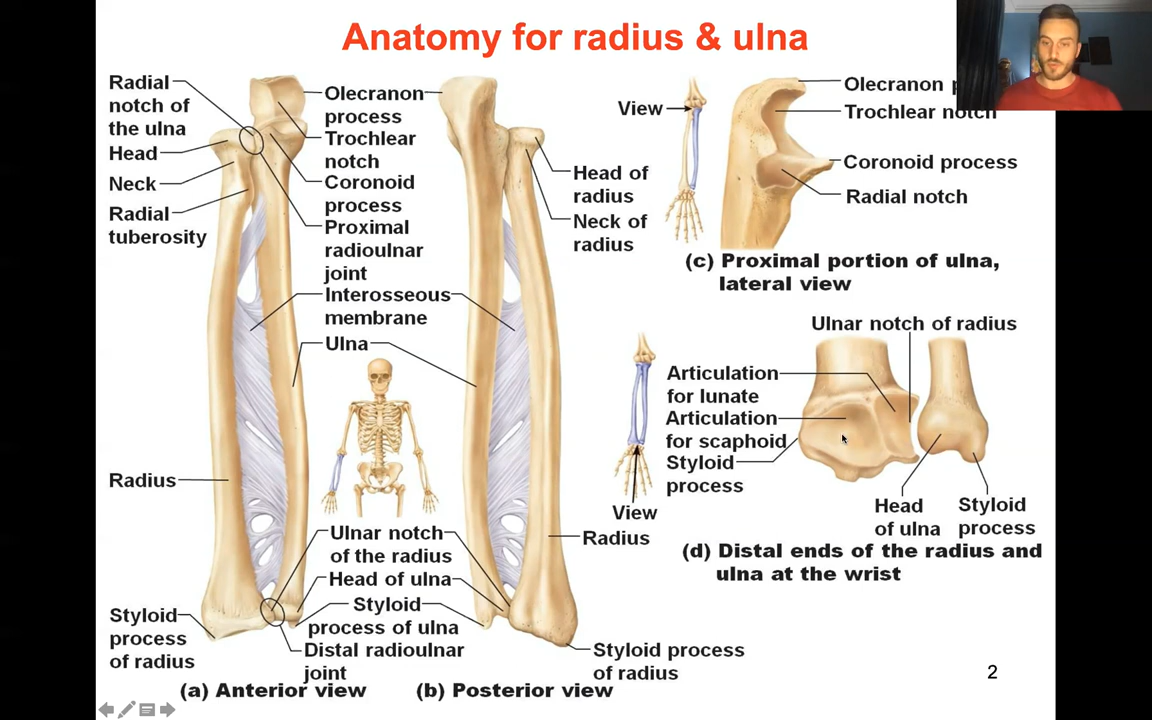 Anatomy for radius & ulna
Radial
notch of
the ulna
Head
Neck
Radial
tuberosity
Olecranon
process
Trochlear
notch
Coronoid
process
Proximal
radioulnar
joint
Interosseous
membrane
Ulna
Radius
Ulnar notch
of the radius
Head of ulna
Styloid
process of ulna
Distal radioulnar
joint
Styloid
process
of radius
(a) Anterior view
Head of
radius
Neck of
radius
Radius
Styloid process
of radius
(b) Posterior view
View
Olecranon
Trochlear notch
Coronoid process
Radial notch
(c) Proximal portion of ulna,
lateral view
Ulnar notch of radius
Articulation
for lunate
Articulation
for scaphoid
Styloid
process
View
Head
of ulna
Styloid
process
(d) Distal ends of the radius and
ulna at the wrist
2